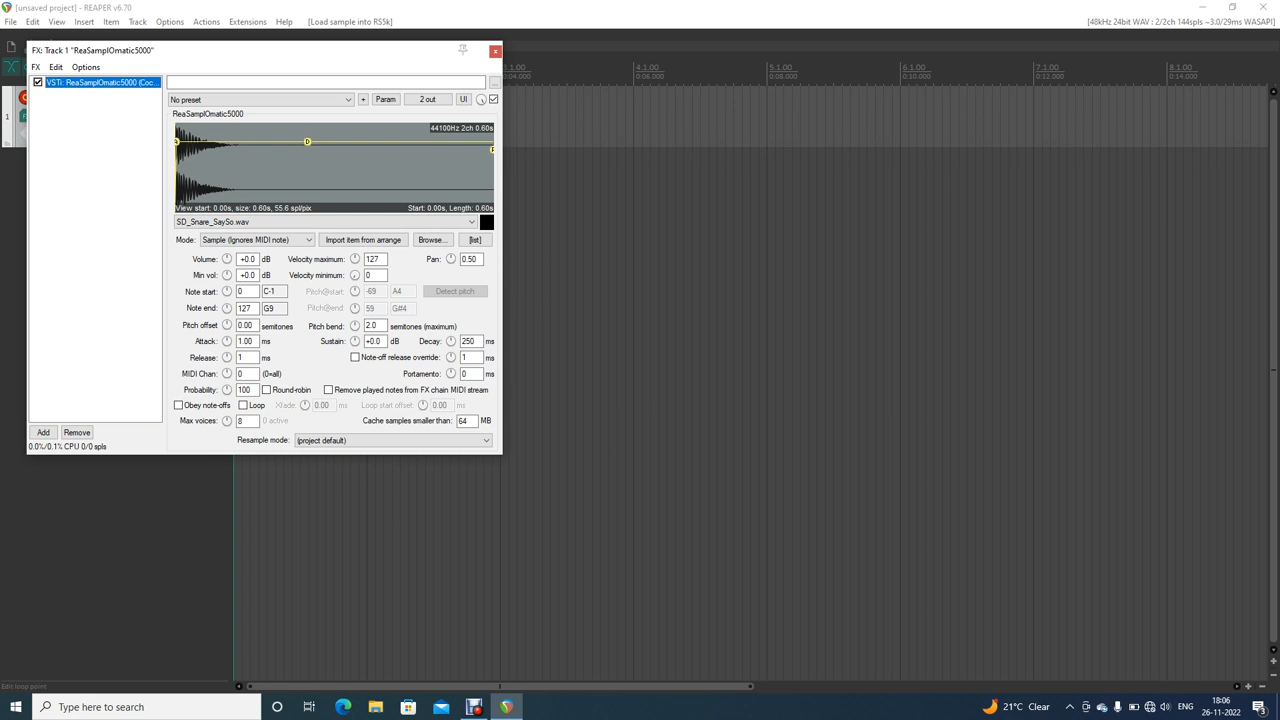 [unsaved project] - REAPER v6.70
File Edit View Insert Item Track Options Actions Extensions Help [Load sample into RS5k]
[48kHz 24bit WAV : 2/2ch 144spls ~3.0/29ms WASAPI]
FX: Track 1 "ReaSamplOmatic5000"
FX Edit Options
VSTi: ReaSamplOmatic5000 (Coc...
No preset + Param 2 out UI
ReaSamplOmatic5000
44100Hz 2ch 0.60s
D
View start: 0.00s, size: 0.60s, 55.6 spl/pix Start: 0.00s, Length: 0.60s
SD_Snare_SaySo.wav
Mode: Sample (Ignores MIDI note) Import item from arrange Browse... [list]
Volume: +0.0 dB Velocity maximum: 127 Pan: 0.50
Min vol: +0.0 dB Velocity minimum: 0
Note start: 0 C-1 Pitch@start: -69 A4 Detect pitch
Note end: 127 G9 Pitch@end: 59 G#4
Pitch offset 0.00 semitones Pitch bend: 2.0 semitones (maximum)
Attack: 1.00 ms Sustain: +0.0 dB Decay: 250 ms
Release: 1 ms Note-off release override: 1 ms
MIDI Chan: 0 (0=all) Portamento: 0 ms
Probability: 100 Round-robin Remove played notes from FX chain MIDI stream
Obey note-offs Loop Xfade: 0.00 ms Loop start offset: 0.00 ms
Max voices: 8 0 active Cache samples smaller than: 64 MB
Resample mode: (project default)
Add Remove
0.0%/0.1% CPU 0/0 spls
1
3.1.00 4.1.00 5.1.00 6.1.00 7.1.00 8.1.00
0:04.000 0:06.000 0:08.000 0:10.000 0:12.000 0:14.000
Edit loop point
Type here to search
21°C Clear
ENG
18:06
26-11-2022